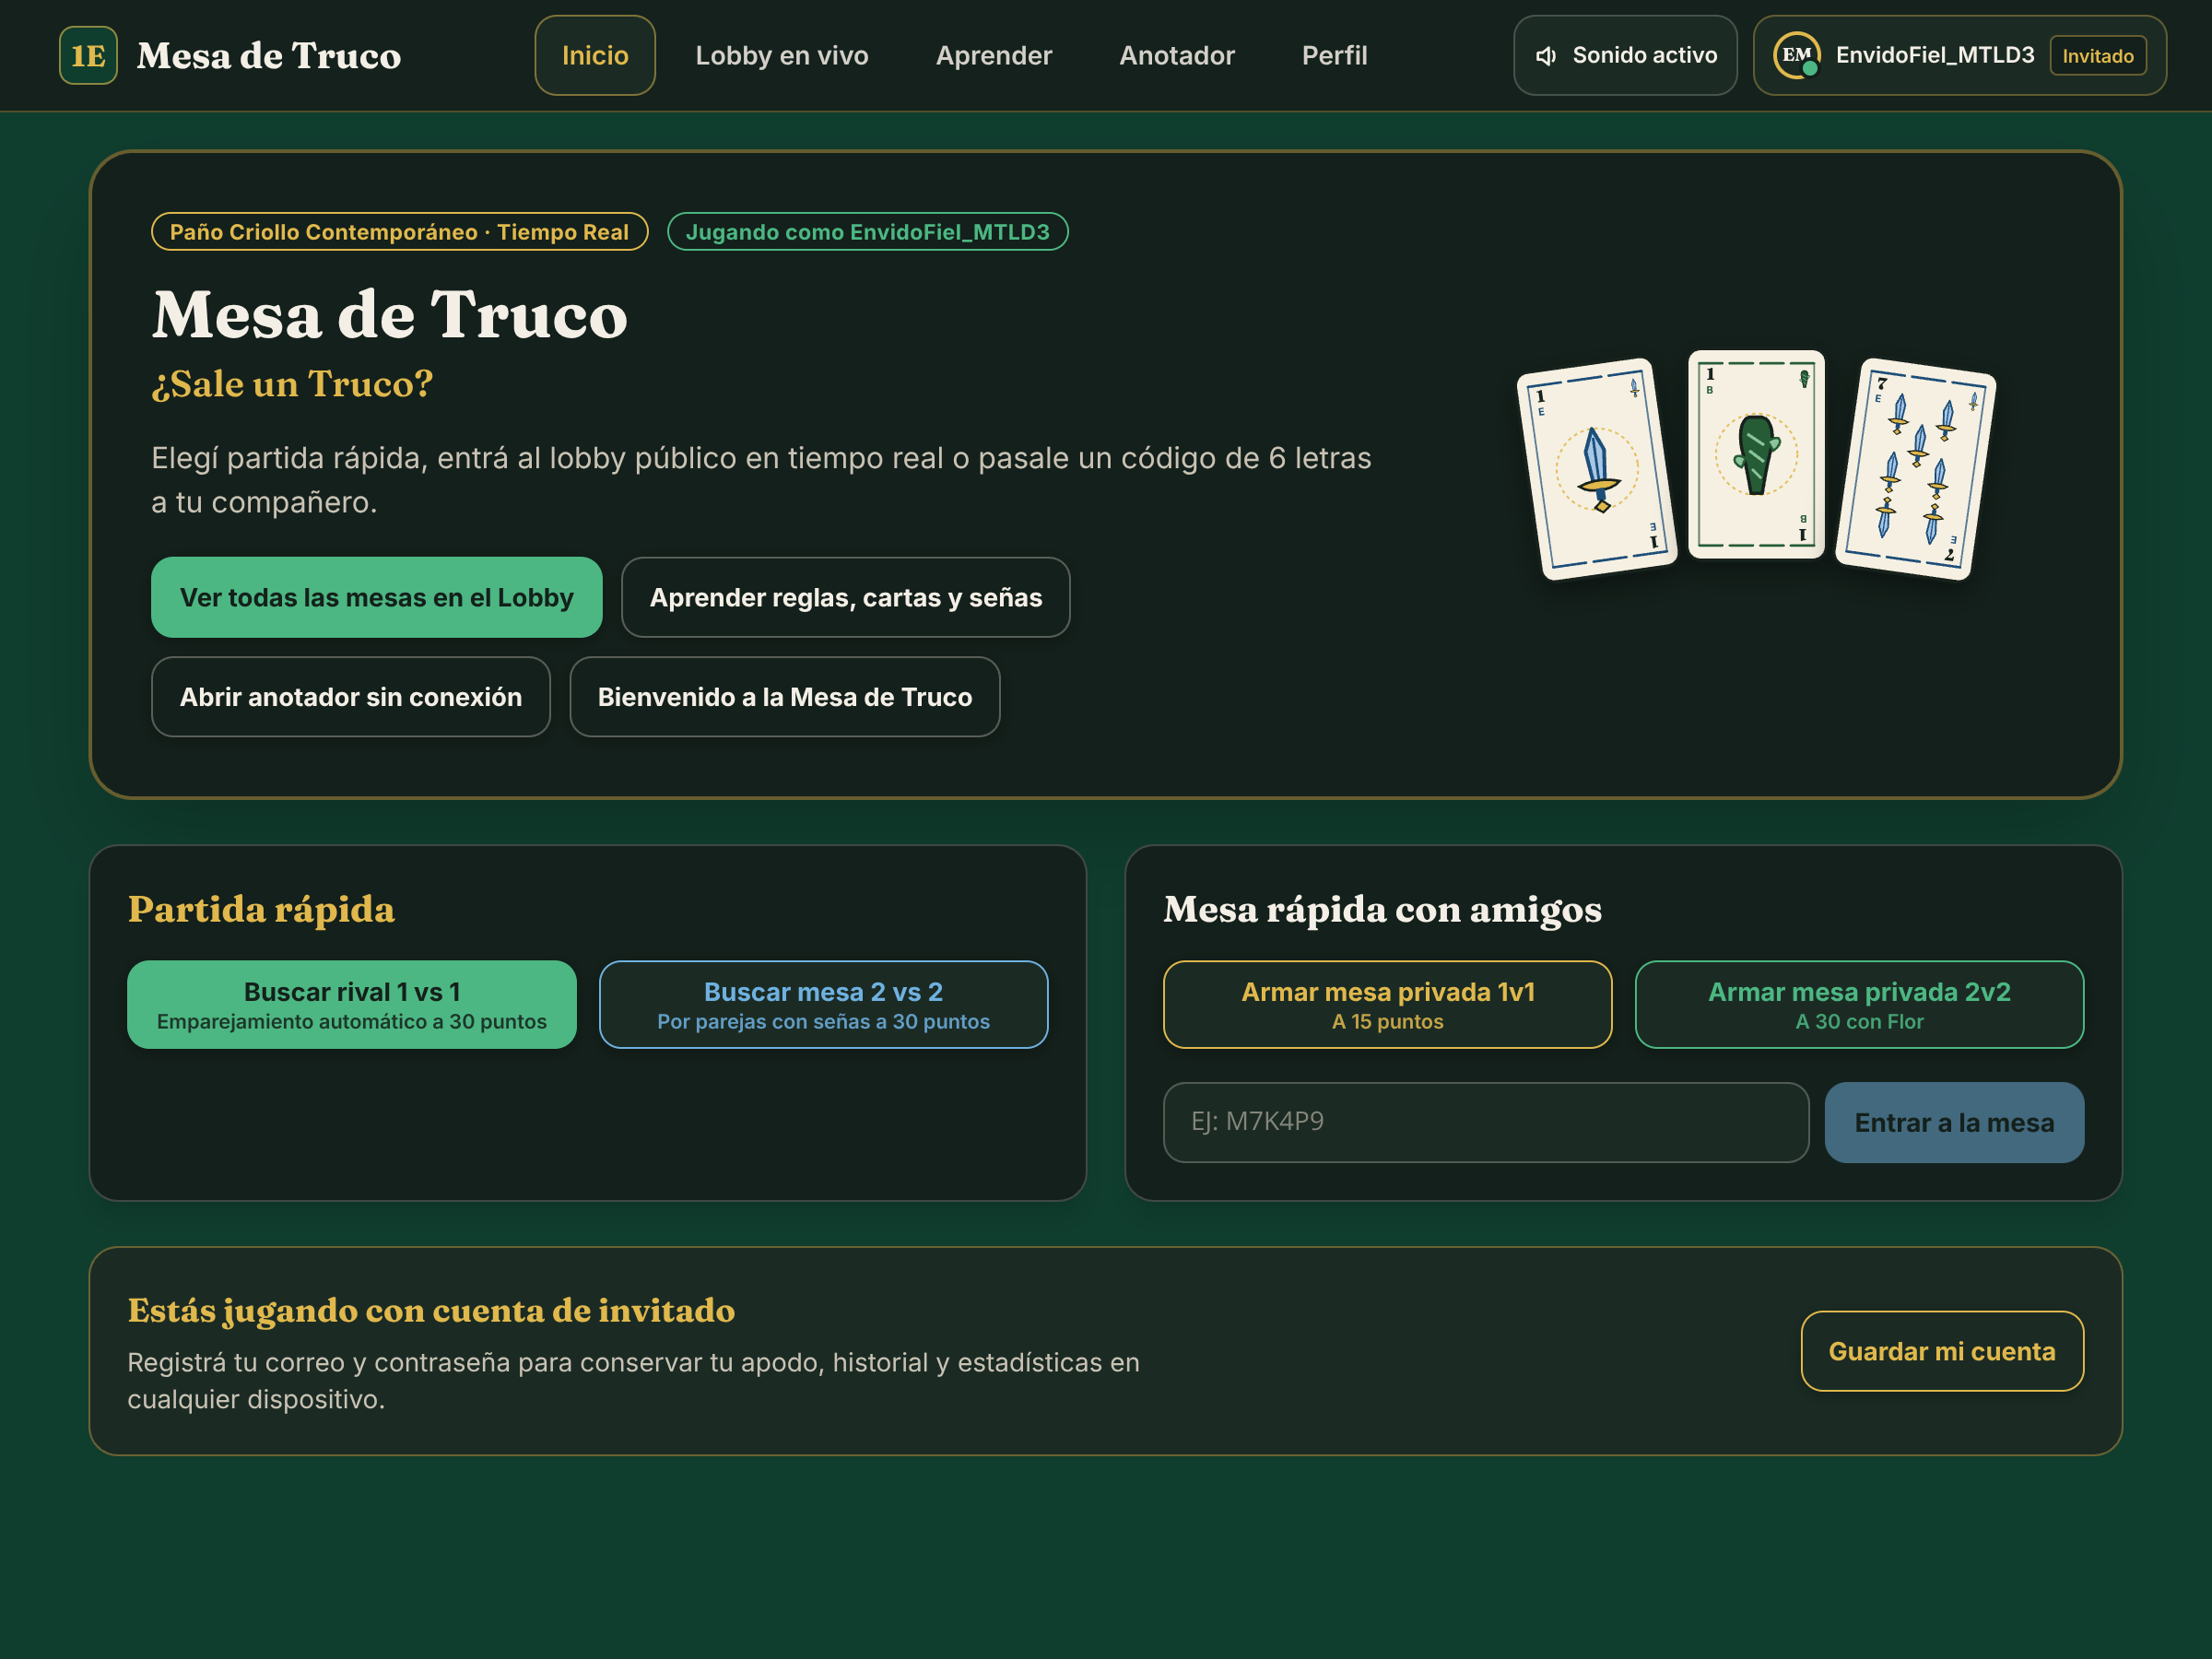 1E Mesa de Truco Inicio Lobby en vivo Aprender Anotador Perfil Sonido activo EM EnvidoFiel_MTLD3 Invitado
Paño Criollo Contemporáneo · Tiempo Real Jugando como EnvidoFiel_MTLD3
Mesa de Truco
¿Sale un Truco?
Elegí partida rápida, entrá al lobby público en tiempo real o pasale un código de 6 letras
a tu compañero.
Ver todas las mesas en el Lobby Aprender reglas, cartas y señas
Abrir anotador sin conexión Bienvenido a la Mesa de Truco
1
E
1
E
1
B
1
B
7
E
7
E
Partida rápida
Buscar rival 1 vs 1
Emparejamiento automático a 30 puntos
Buscar mesa 2 vs 2
Por parejas con señas a 30 puntos
Mesa rápida con amigos
Armar mesa privada 1v1
A 15 puntos
Armar mesa privada 2v2
A 30 con Flor
EJ: M7K4P9 Entrar a la mesa
Estás jugando con cuenta de invitado
Registrá tu correo y contraseña para conservar tu apodo, historial y estadísticas en
cualquier dispositivo.
Guardar mi cuenta